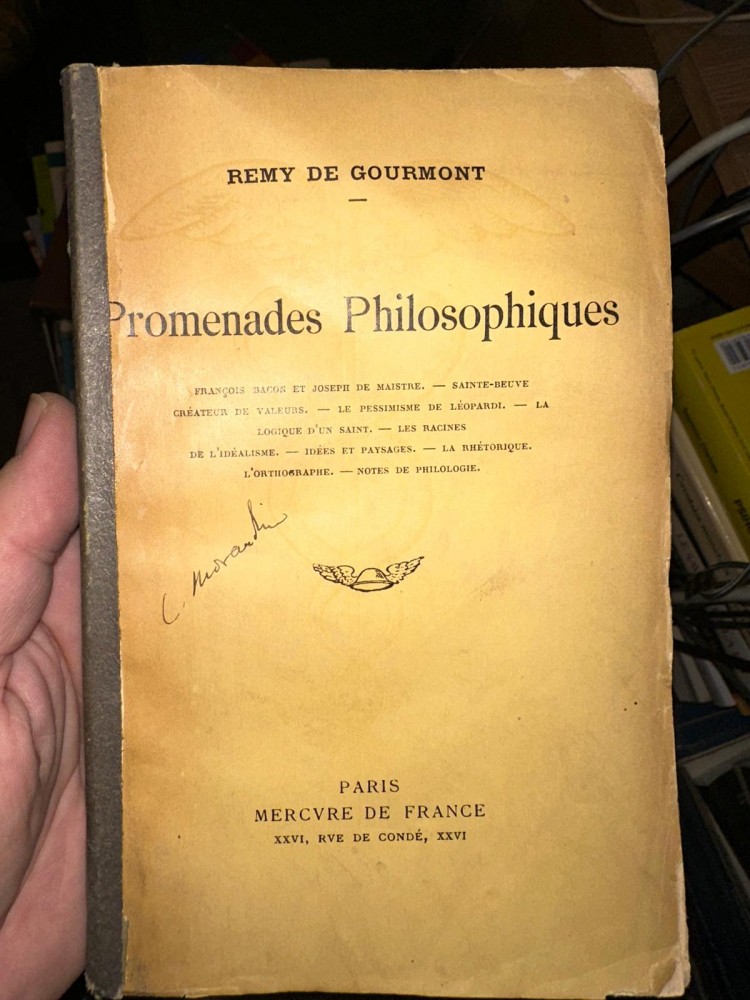 REMY DE GOURMONT
Promenades Philosophiques
FRANÇOIS BACON ET JOSEPH DE MAISTRE. — SAINTE-BEUVE
CRÉATEUR DE VALEURS. — LE PESSIMISME DE LÉOPARDI. — LA
LOGIQUE D'UN SAINT. — LES RACINES
DE L'IDÉALISME. — IDÉES ET PAYSAGES. — LA RHÉTORIQUE.
L'ORTHOGRAPHE. — NOTES DE PHILOLOGIE.
C. Morandin
PARIS
MERCVRE DE FRANCE
XXVI, RVE DE CONDÉ, XXVI